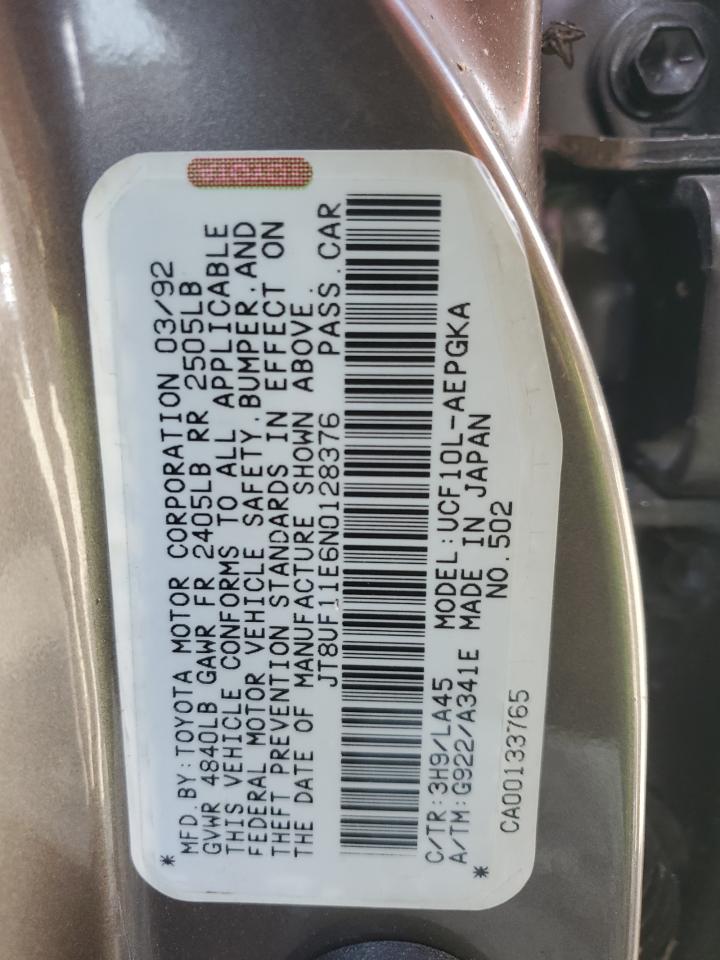 MFD.BY:TOYOTA MOTOR CORPORATION 03/92
GVWR 4840LB GAWR FR 2405LB RR 2505LB
THIS VEHICLE CONFORMS TO ALL APPLICABLE
FEDERAL MOTOR VEHICLE SAFETY,BUMPER,AND
THEFT PREVENTION STANDARDS IN EFFECT ON
THE DATE OF MANUFACTURE SHOWN ABOVE.
JT8UF11E6N0128376 PASS.CAR
C/TR:3H9/LA45 MODEL:UCF10L-AEPGKA
A/TM:G922/A341E MADE IN JAPAN
* NO.502
CA00133765